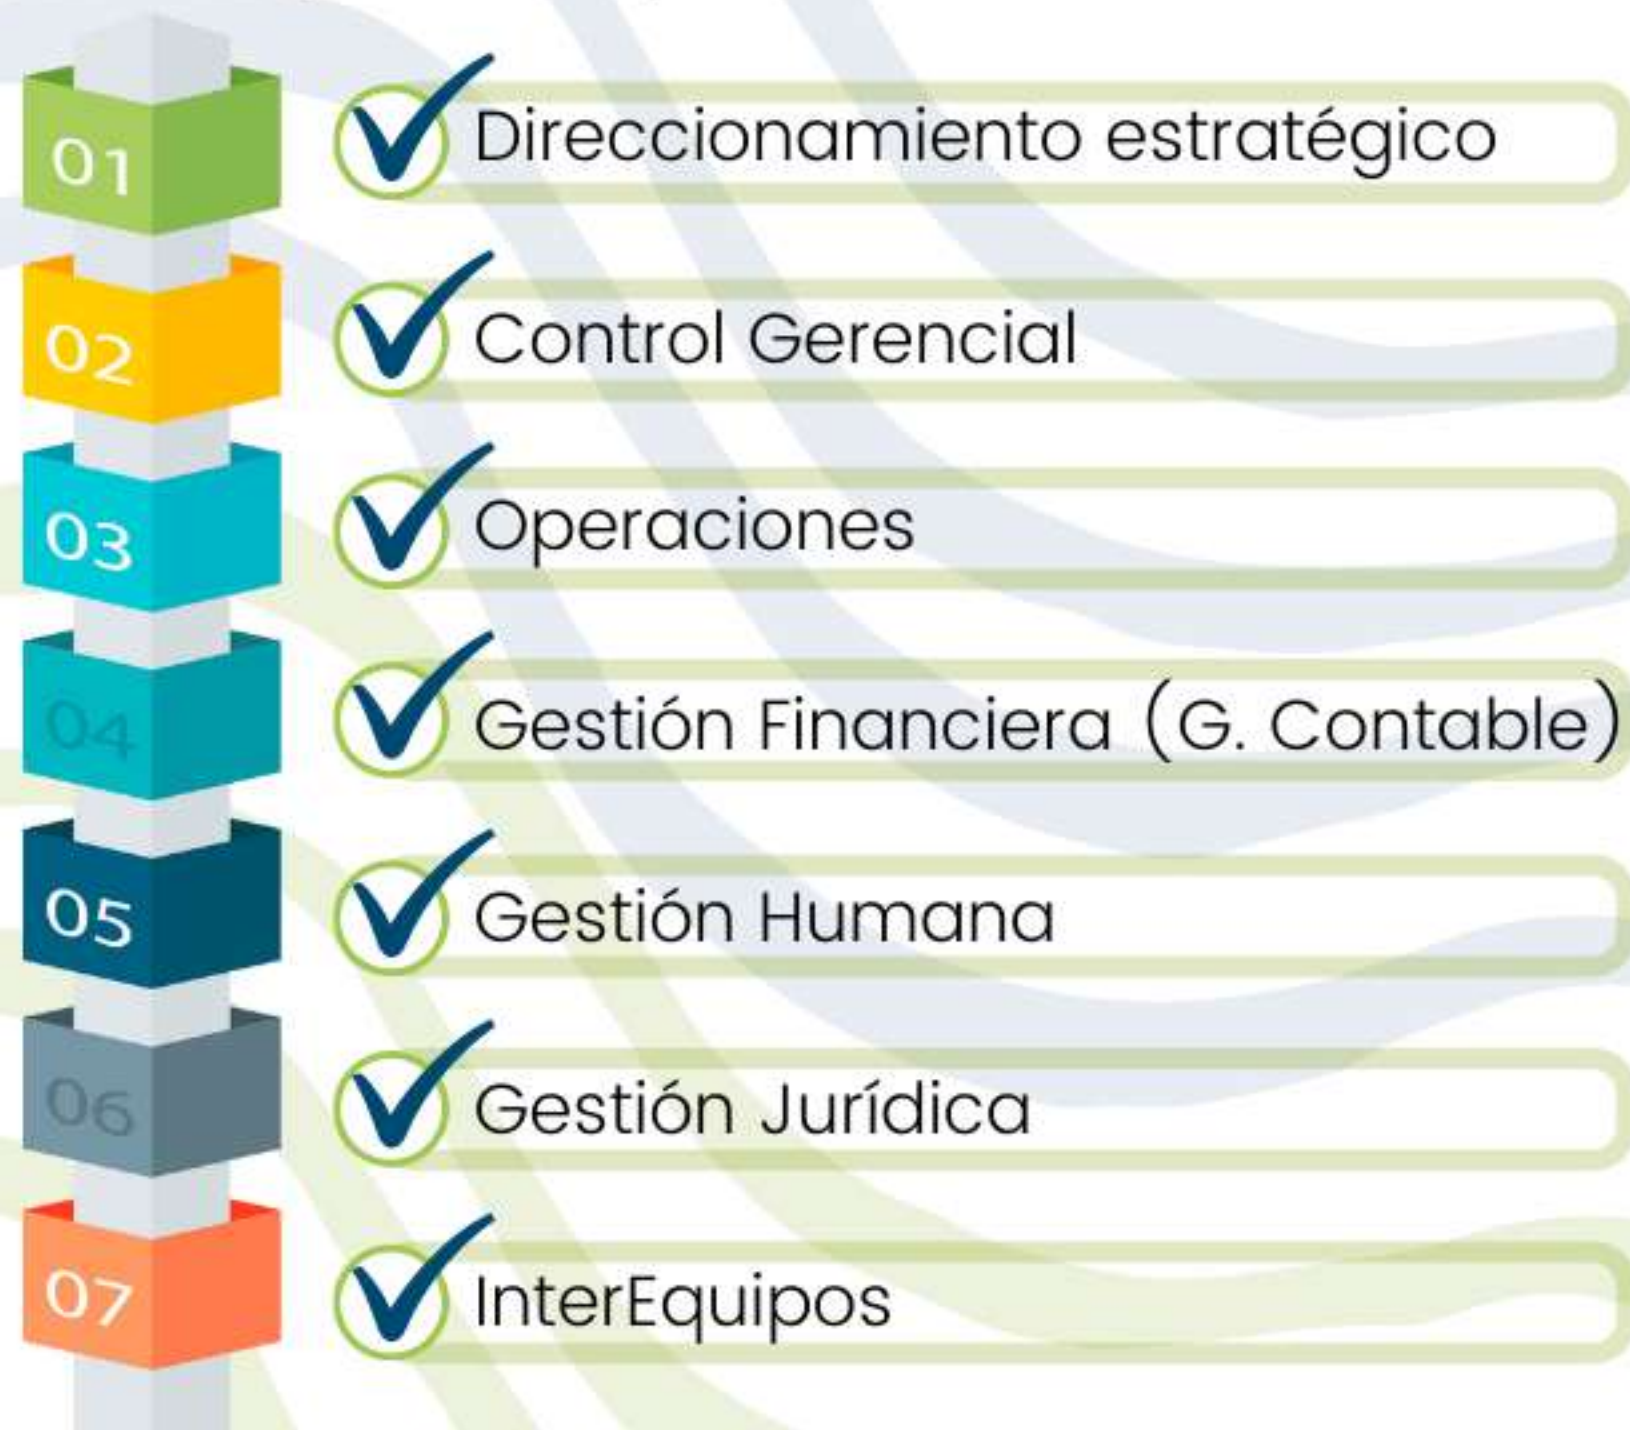 01 Direccionamiento estratégico
02 Control Gerencial
03 Operaciones
04 Gestión Financiera (G. Contable)
05 Gestión Humana
06 Gestión Jurídica
07 InterEquipos